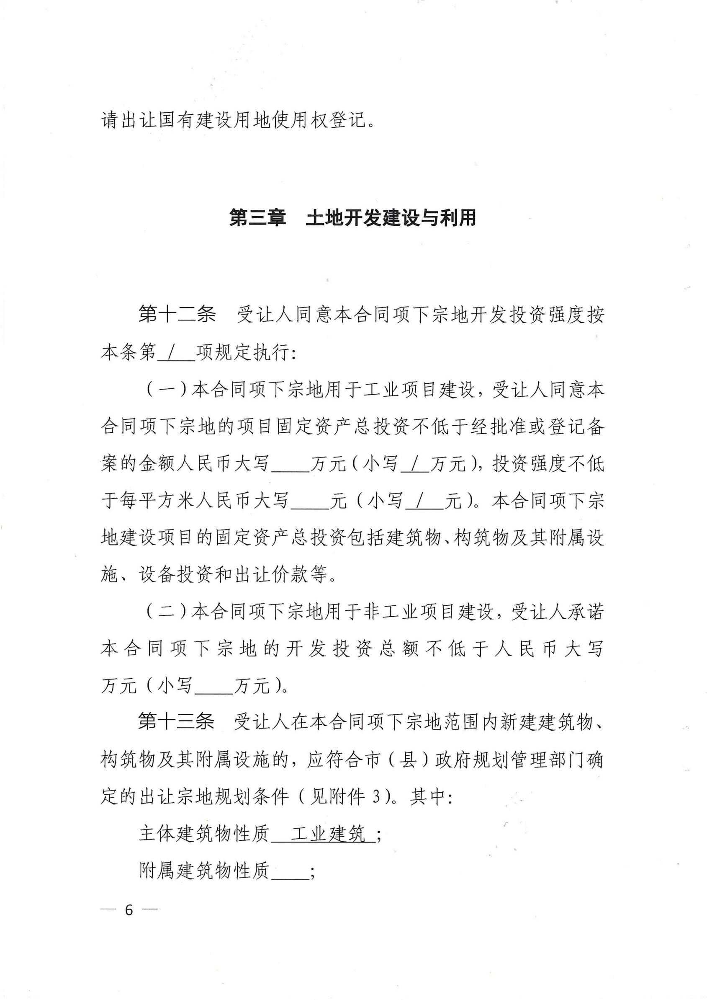 请出让国有建设用地使用权登记。
第三章 土地开发建设与利用
第十二条 受让人同意本合同项下宗地开发投资强度按
本条第 / 项规定执行：
（一）本合同项下宗地用于工业项目建设，受让人同意本
合同项下宗地的项目固定资产总投资不低于经批准或登记备
案的金额人民币大写____万元（小写 / 万元），投资强度不低
于每平方米人民币大写____元（小写 / 元）。本合同项下宗
地建设项目的固定资产总投资包括建筑物、构筑物及其附属设
施、设备投资和出让价款等。
（二）本合同项下宗地用于非工业项目建设，受让人承诺
本合同项下宗地的开发投资总额不低于人民币大写
万元（小写____万元）。
第十三条 受让人在本合同项下宗地范围内新建建筑物、
构筑物及其附属设施的，应符合市（县）政府规划管理部门确
定的出让宗地规划条件（见附件 3）。其中：
主体建筑物性质 工业建筑 ；
附属建筑物性质____；
— 6 —